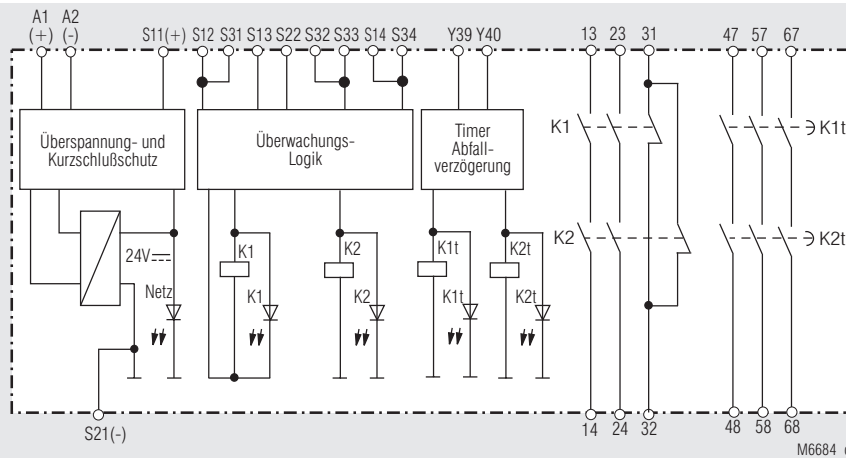 A1 A2
(+) (-) S11(+) S12 S31 S13 S22 S32 S33 S14 S34 Y39 Y40 13 23 31 47 57 67
Überspannung- und
Kurzschlußschutz
Überwachungs-
Logik
Timer
Abfall-
verzögerung
K1 K1t
K2 K2t
24V
K1 K2 K1t K2t
Netz K1 K2 K1t K2t
S21(-) 14 24 32 48 58 68
M6684